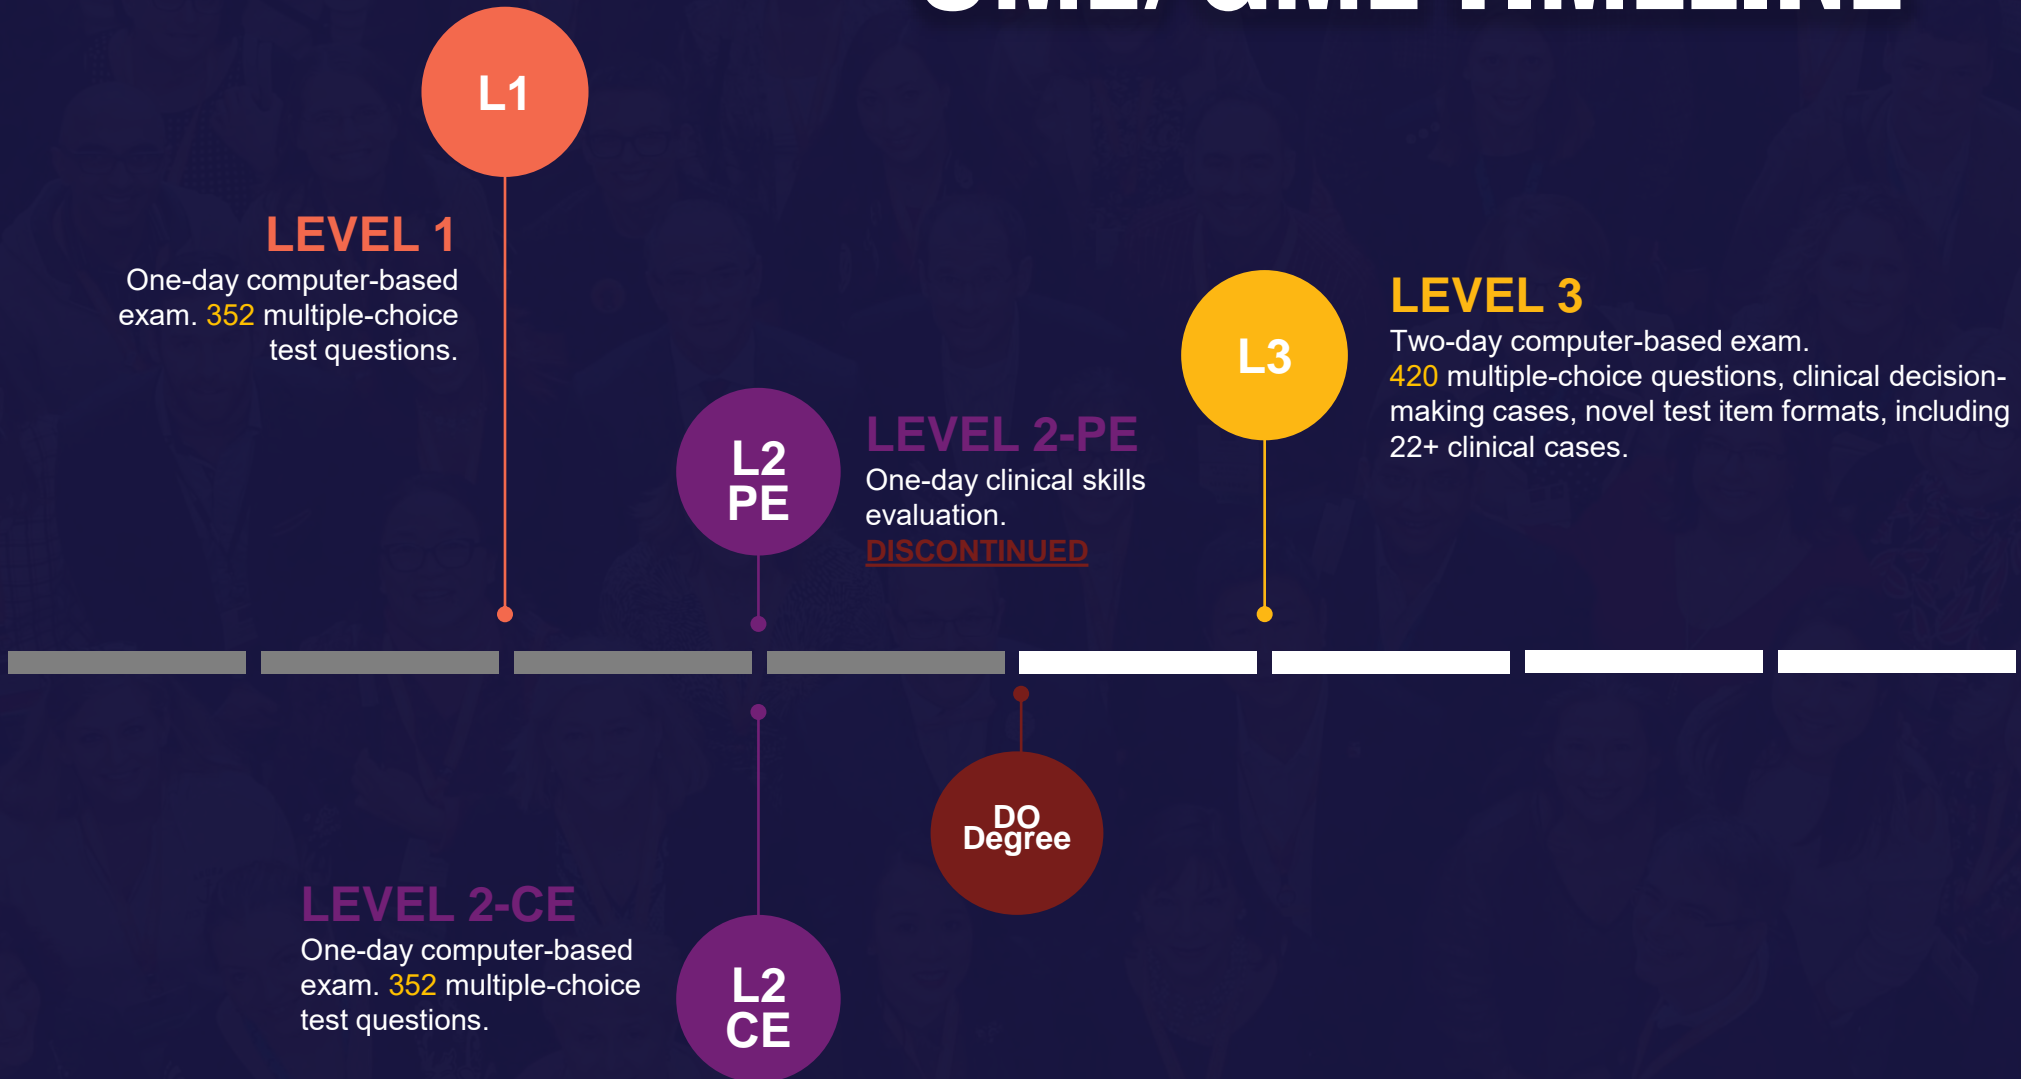 UME/GME TIMELINE
L1
LEVEL 1
One-day computer-based
exam. 352 multiple-choice
test questions.
L3
LEVEL 3
Two-day computer-based exam.
420 multiple-choice questions, clinical decision-
making cases, novel test item formats, including
22+ clinical cases.
L2
PE
LEVEL 2-PE
One-day clinical skills
evaluation.
DISCONTINUED
DO
Degree
LEVEL 2-CE
One-day computer-based
exam. 352 multiple-choice
test questions.
L2
CE